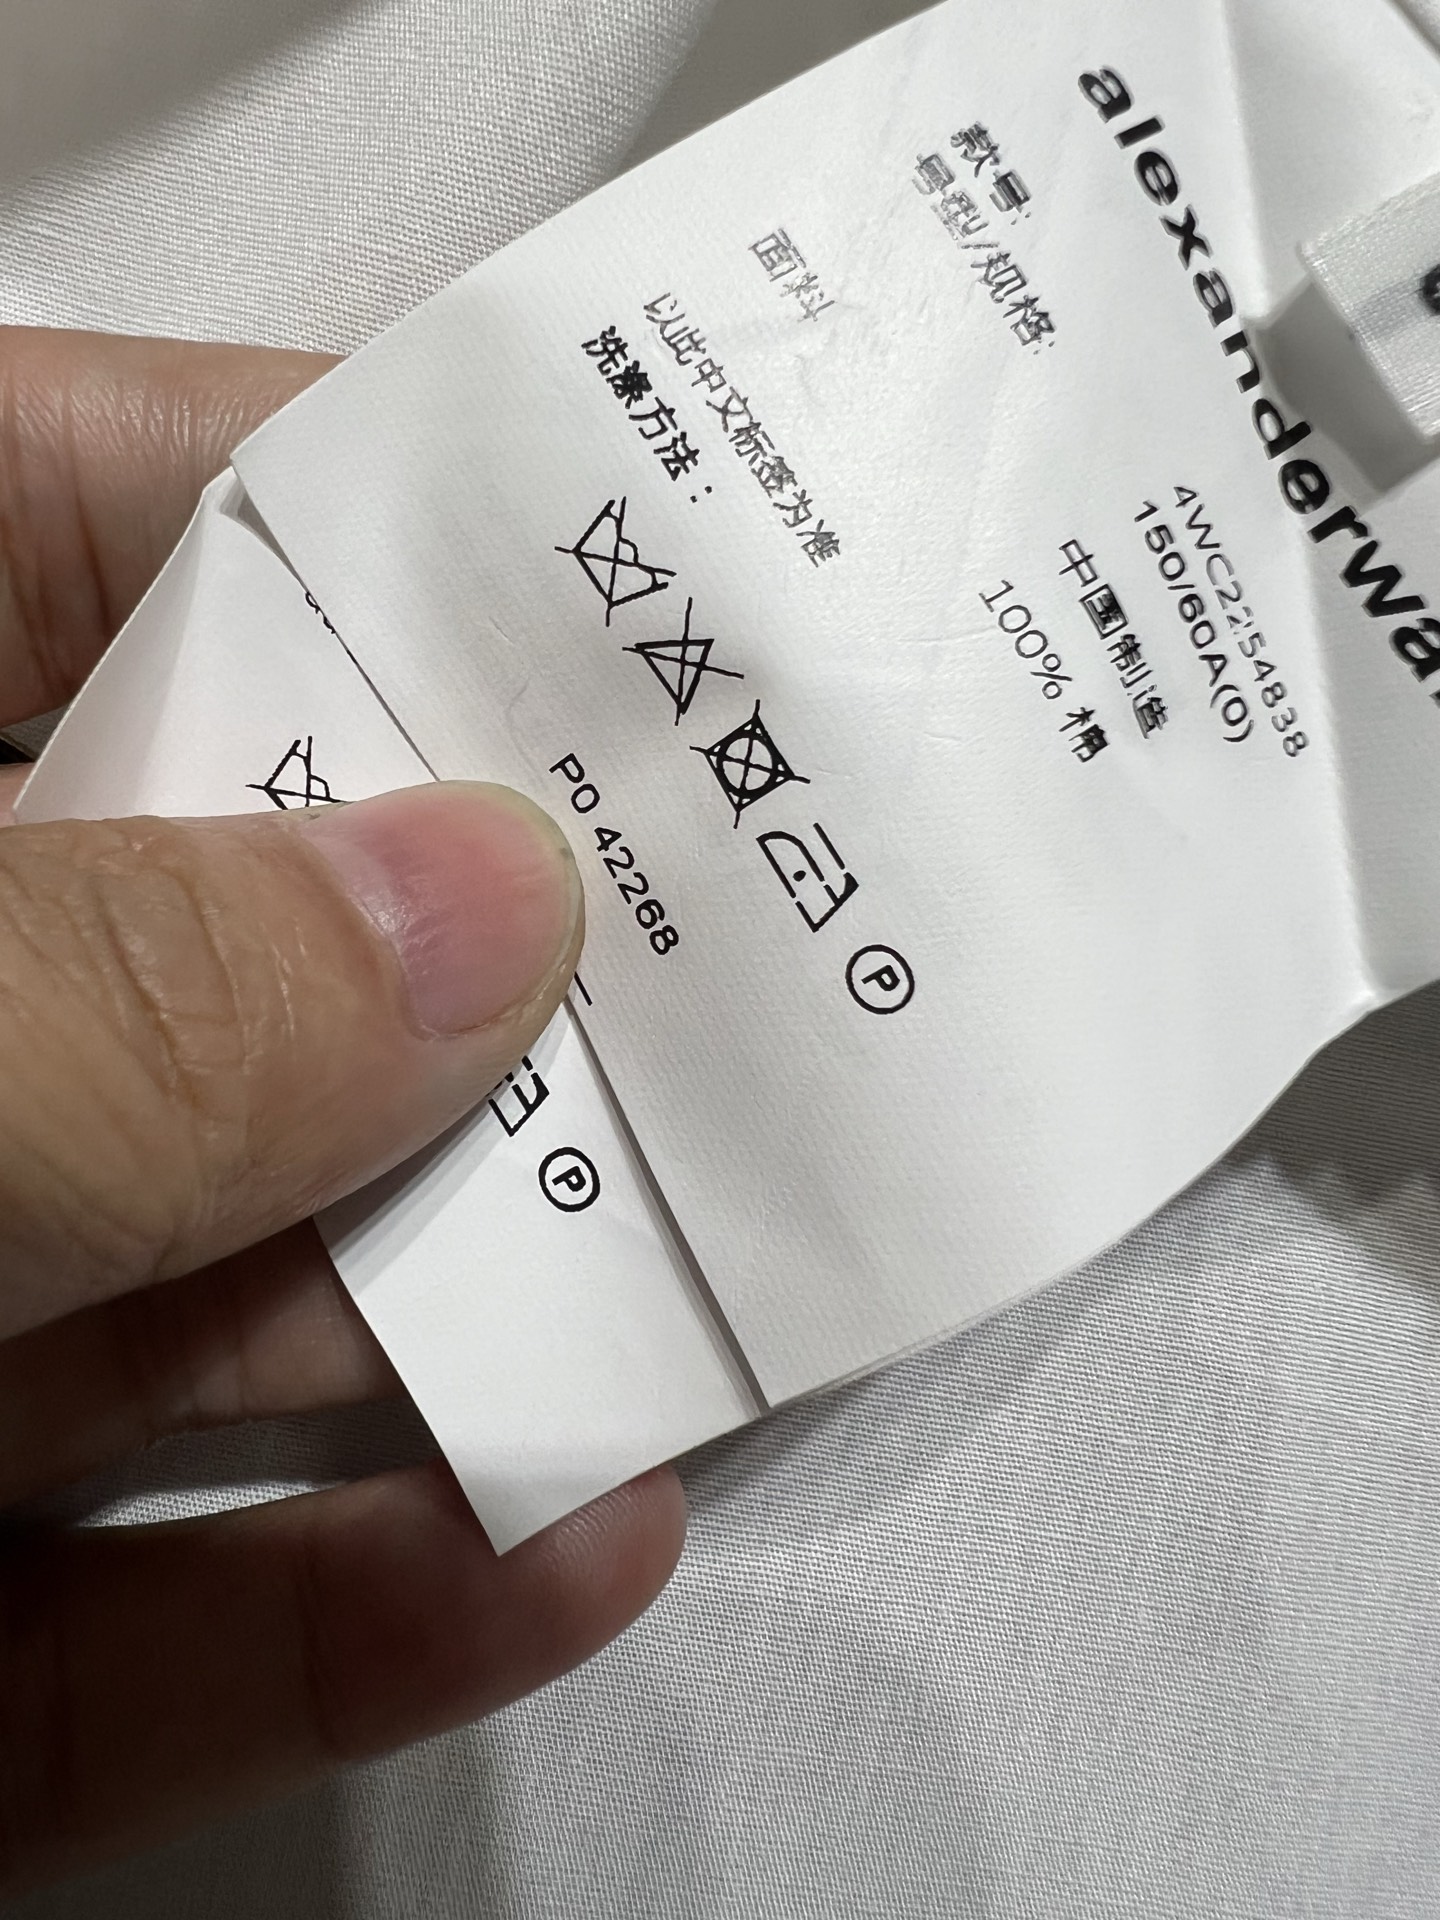 alexanderwa
款号: 4WC2254838
号型/规格: 150/60A(0)
中国制造
面料 100% 棉
以此中文标签为准
洗涤方法：
P
PO 42268
P